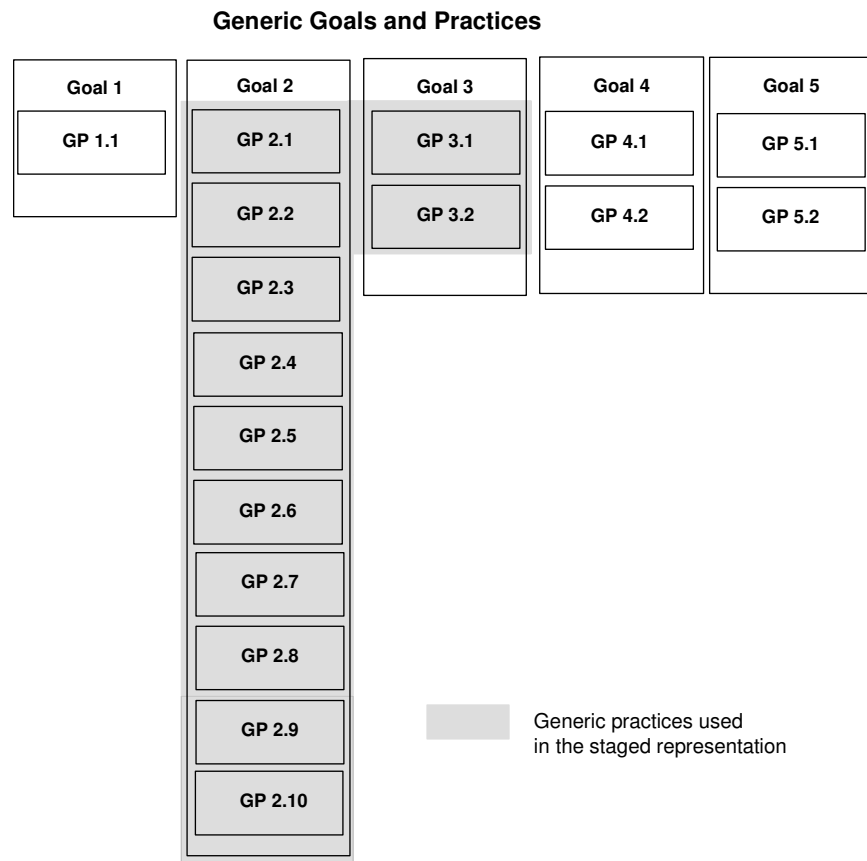 Generic Goals and Practices
Goal 1
Goal 2
Goal 3
Goal 4
Goal 5
GP 1.1
GP 2.1
GP 3.1
GP 4.1
GP 5.1
GP 2.2
GP 3.2
GP 4.2
GP 5.2
GP 2.3
GP 2.4
GP 2.5
GP 2.6
GP 2.7
GP 2.8
GP 2.9
GP 2.10
Generic practices used
in the staged representation